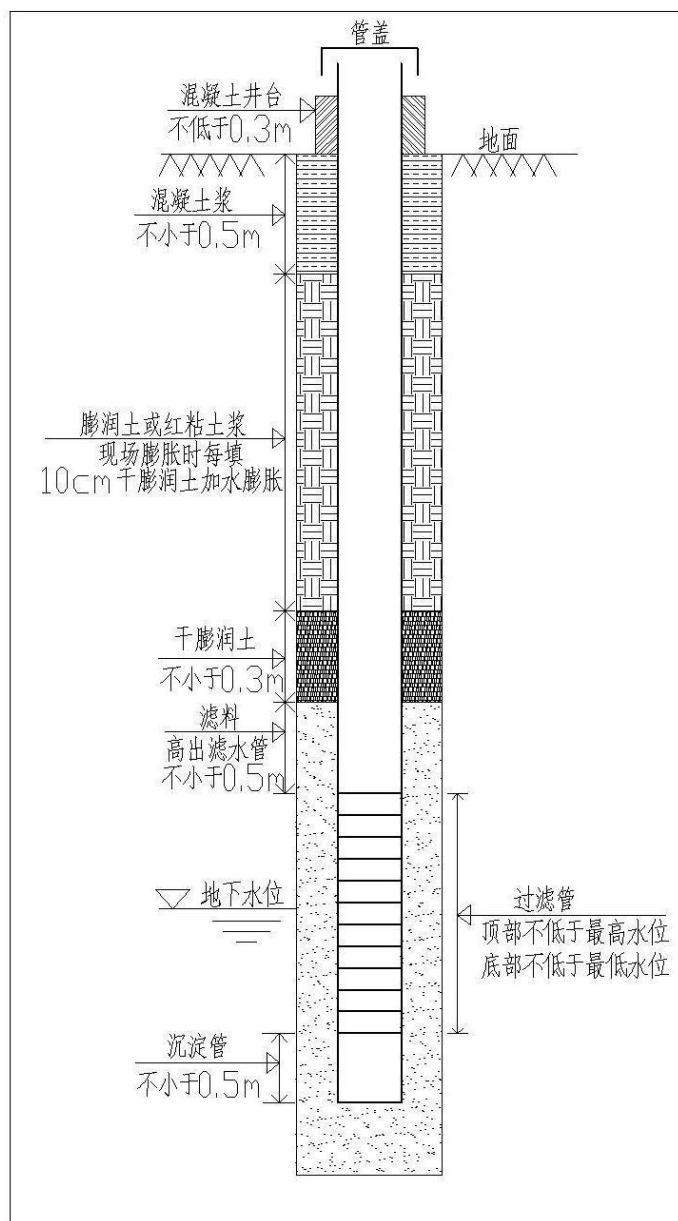 管盖
混凝土井台
不低于0.3m
地面
混凝土浆
不小于0.5m
膨润土或红粘土浆
现场膨胀时每填
10cm干膨润土加水膨胀
干膨润土
不小于0.3m
滤料
高出滤水管
不小于0.5m
地下水位
过滤管
顶部不低于最高水位
底部不低于最低水位
沉淀管
不小于0.5m